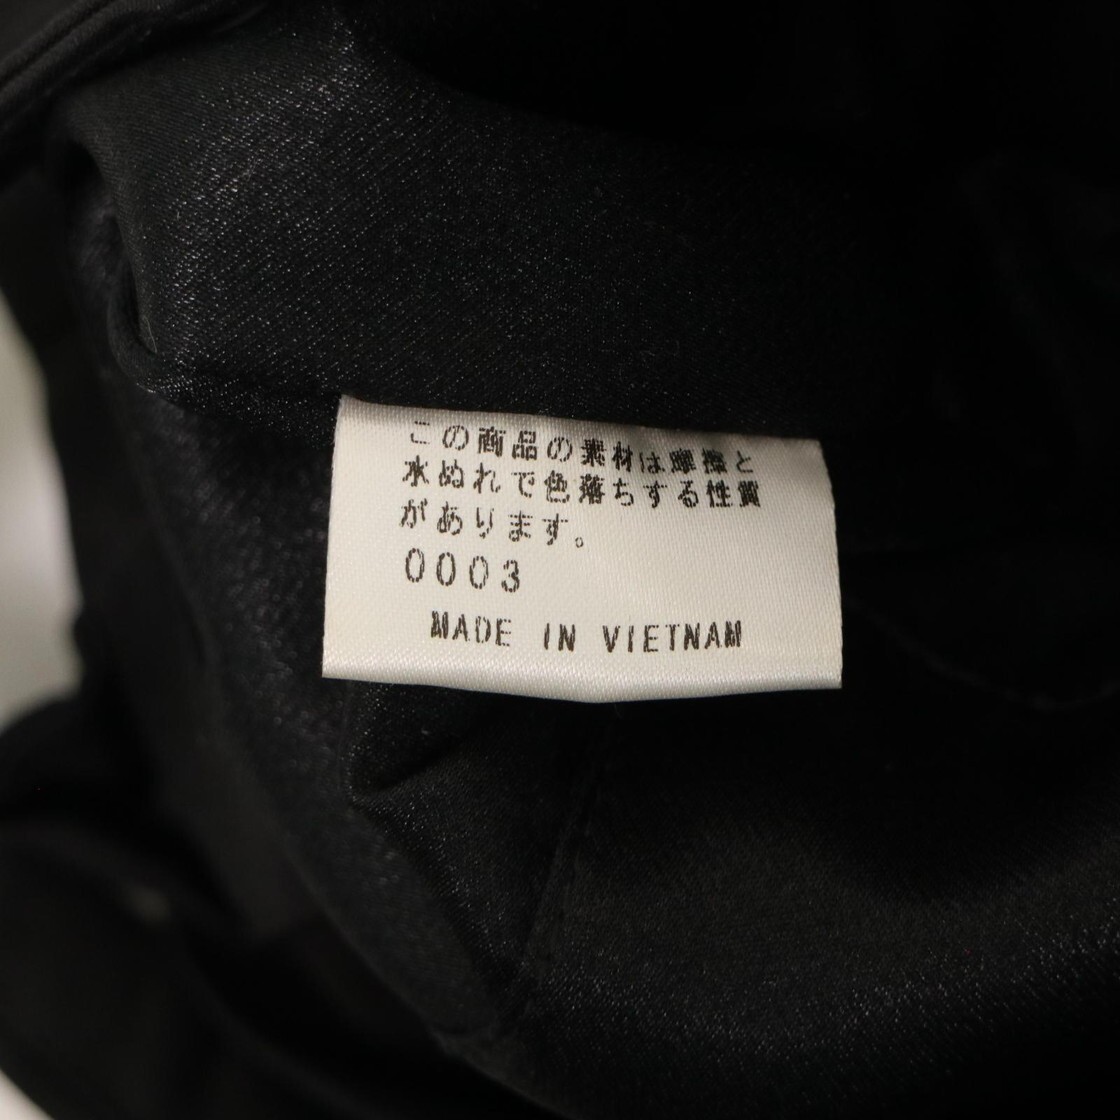 この商品の素材は摩擦と
水ぬれで色落ちする性質
があります。
0003
MADE IN VIETNAM